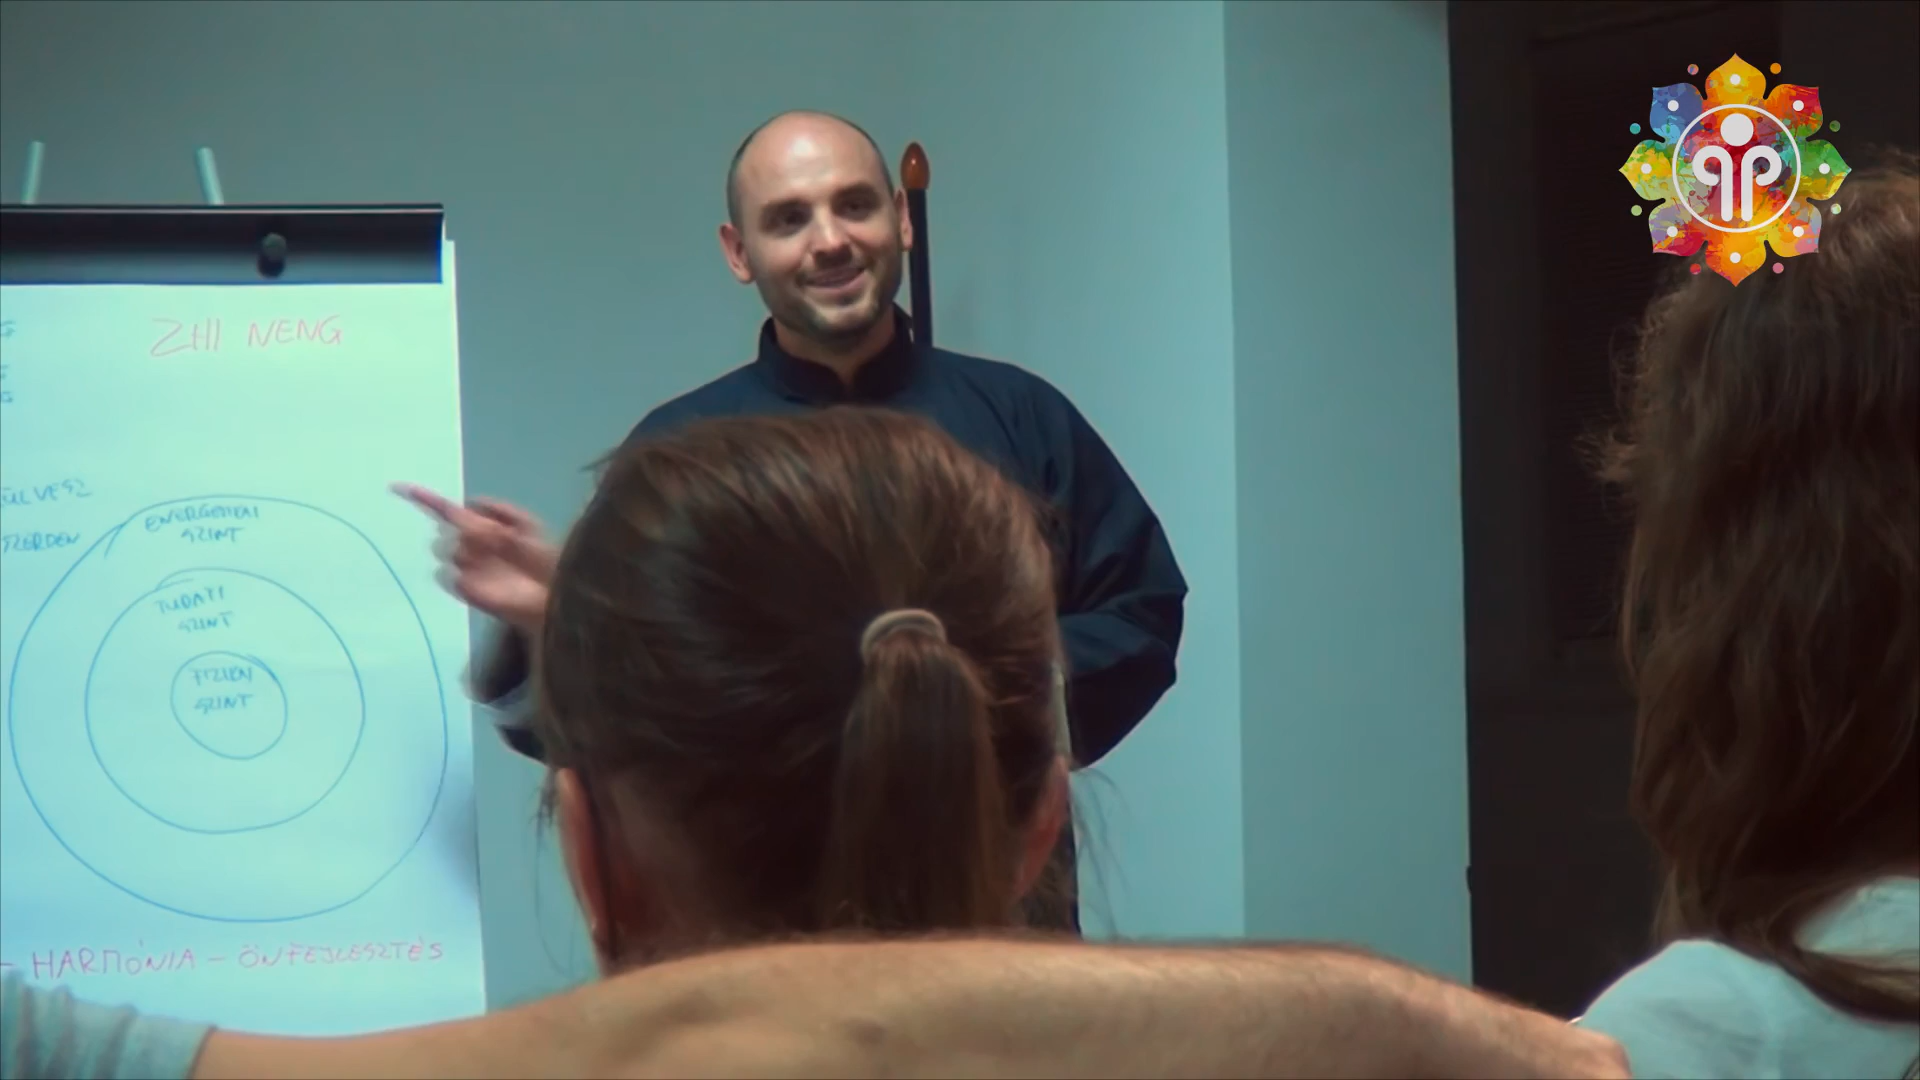 ZHI NENG
ENERGETIKAI
SZINT
TUDATI
SZINT
FIZIKAI
SZINT
- HARMÓNIA - ÖNFEJLESZTÉS